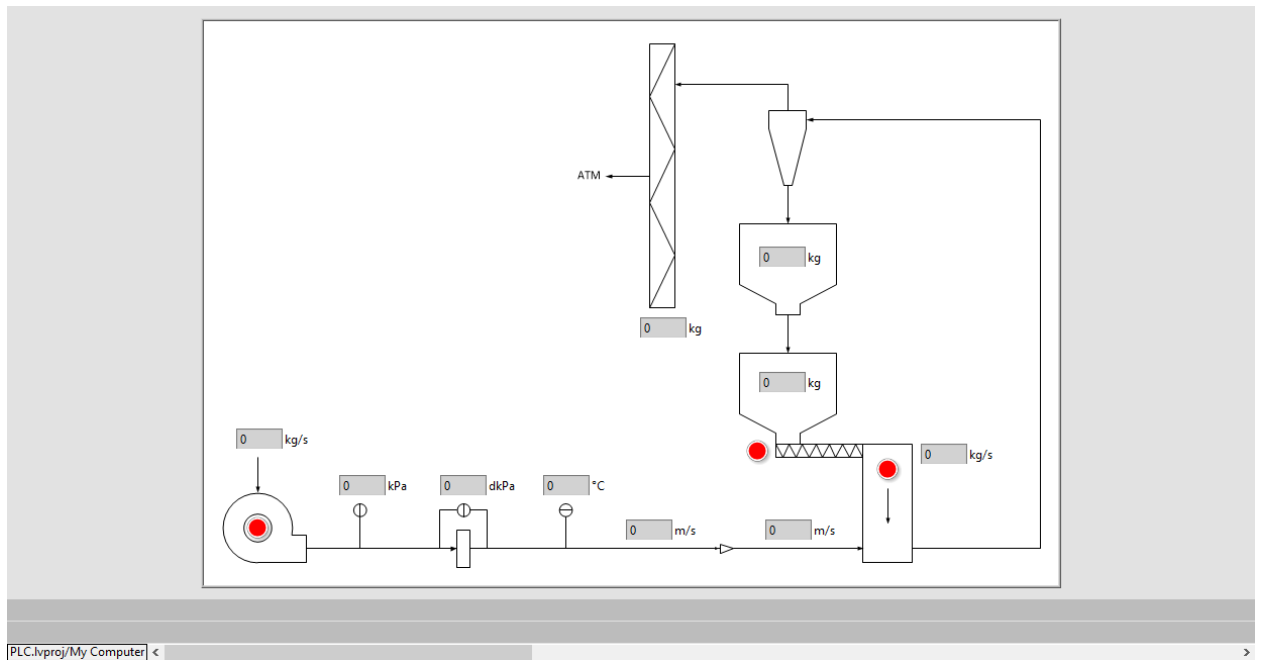 ATM
0 kg
0 kg
0 kg
0 kg/s
0 kg/s
0 kPa
0 dkPa
0 °C
0 m/s
0 m/s
PLC.lvproj/My Computer <
>